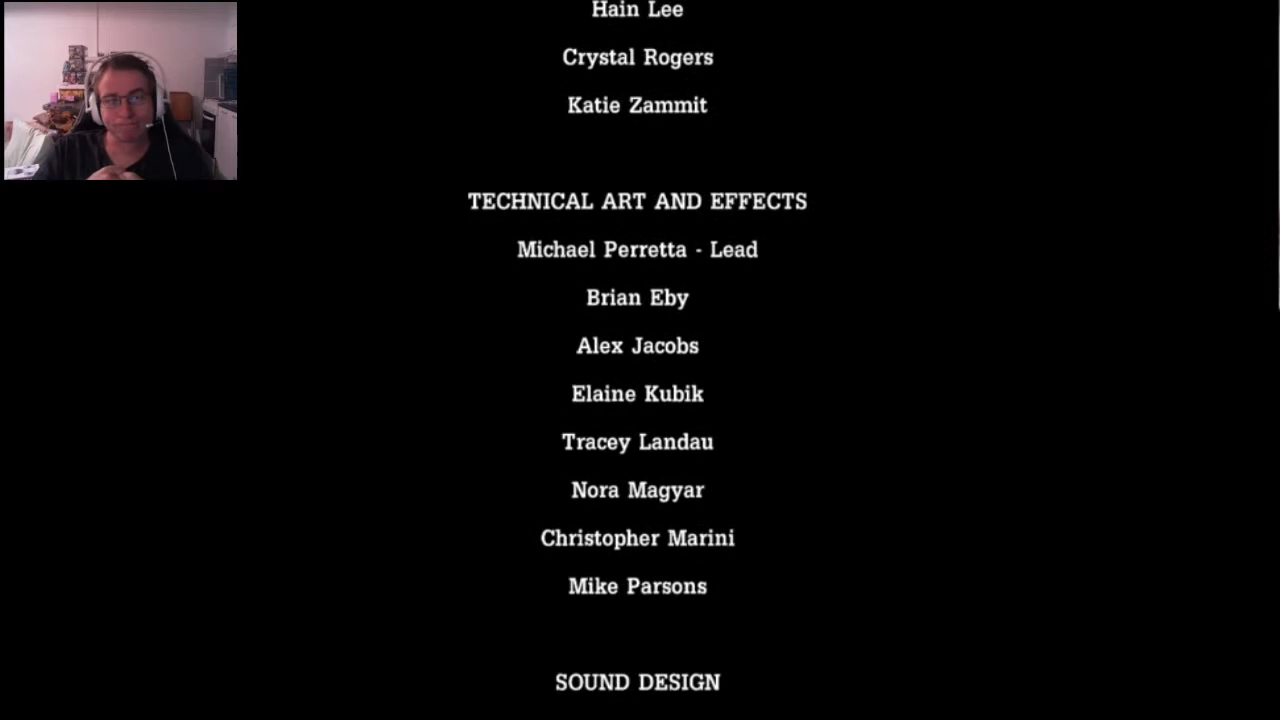 Hain Lee
Crystal Rogers
Katie Zammit
TECHNICAL ART AND EFFECTS
Michael Perretta - Lead
Brian Eby
Alex Jacobs
Elaine Kubik
Tracey Landau
Nora Magyar
Christopher Marini
Mike Parsons
SOUND DESIGN